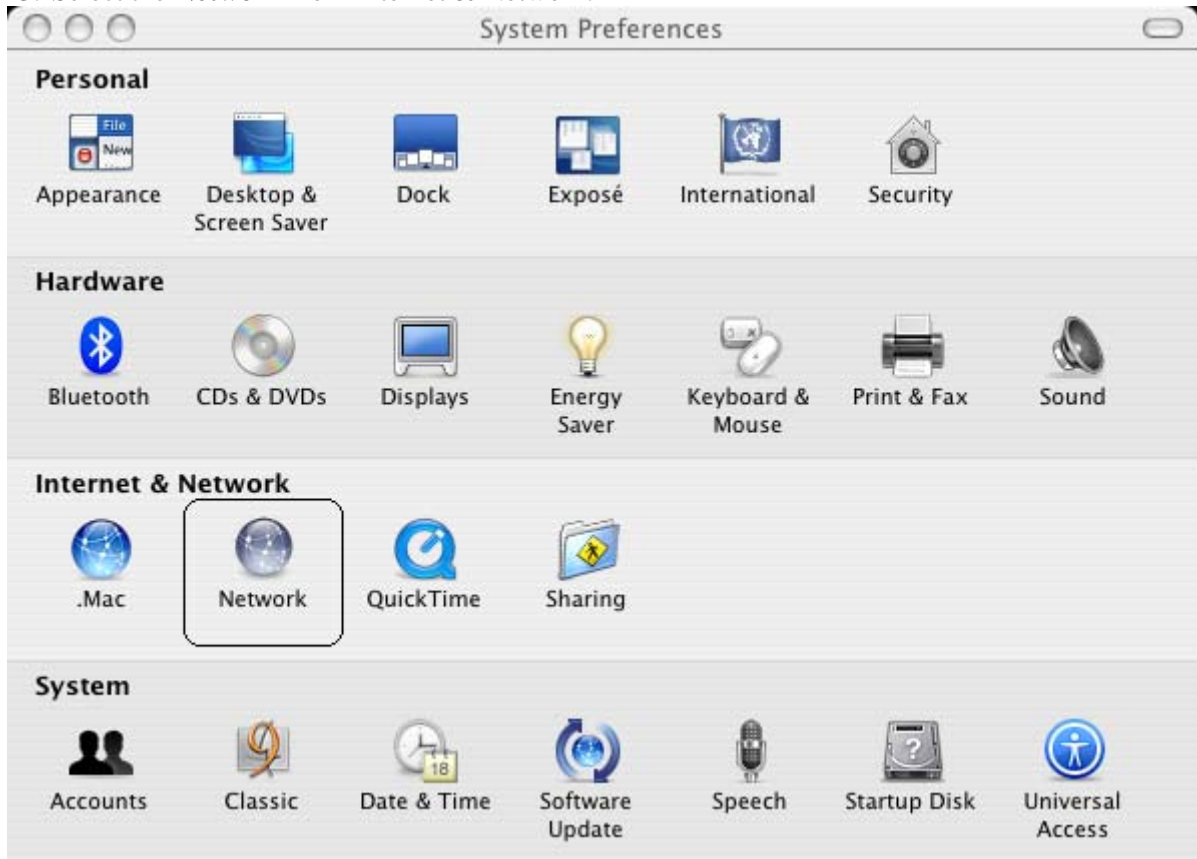 System Preferences
Personal
File
New
Appearance
Desktop &
Screen Saver
Dock
Exposé
International
Security
Hardware
Bluetooth
CDs & DVDs
Displays
Energy
Saver
Keyboard &
Mouse
Print & Fax
Sound
Internet & Network
.Mac
Network
QuickTime
Sharing
System
9
18
?
Accounts
Classic
Date & Time
Software
Update
Speech
Startup Disk
Universal
Access